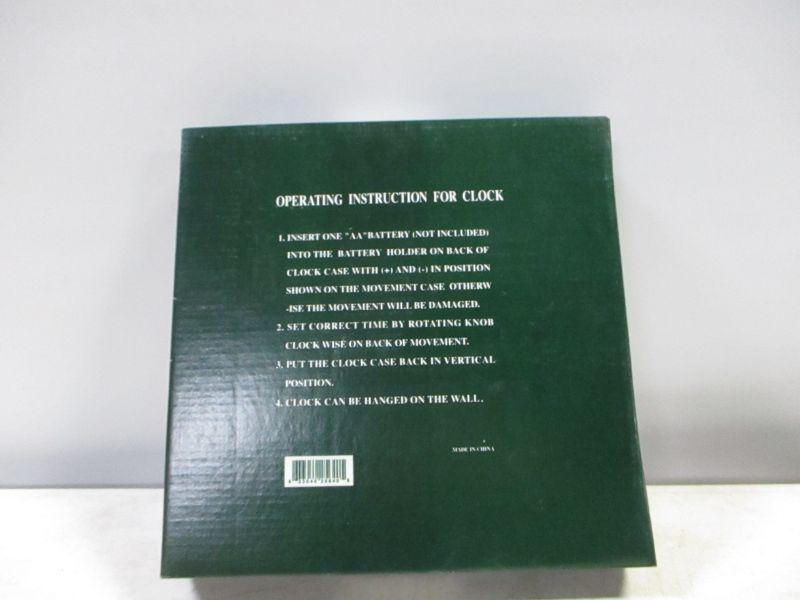 OPERATING INSTRUCTION FOR CLOCK
1. INSERT ONE "AA"BATTERY (NOT INCLUDED)
INTO THE BATTERY HOLDER ON BACK OF
CLOCK CASE WITH (+) AND (-) IN POSITION
SHOWN ON THE MOVEMENT CASE OTHERW
-ISE THE MOVEMENT WILL BE DAMAGED.
2. SET CORRECT TIME BY ROTATING KNOB
CLOCK WISE ON BACK OF MOVEMENT.
3. PUT THE CLOCK CASE BACK IN VERTICAL
POSITION.
4. CLOCK CAN BE HANGED ON THE WALL.
MADE IN CHINA